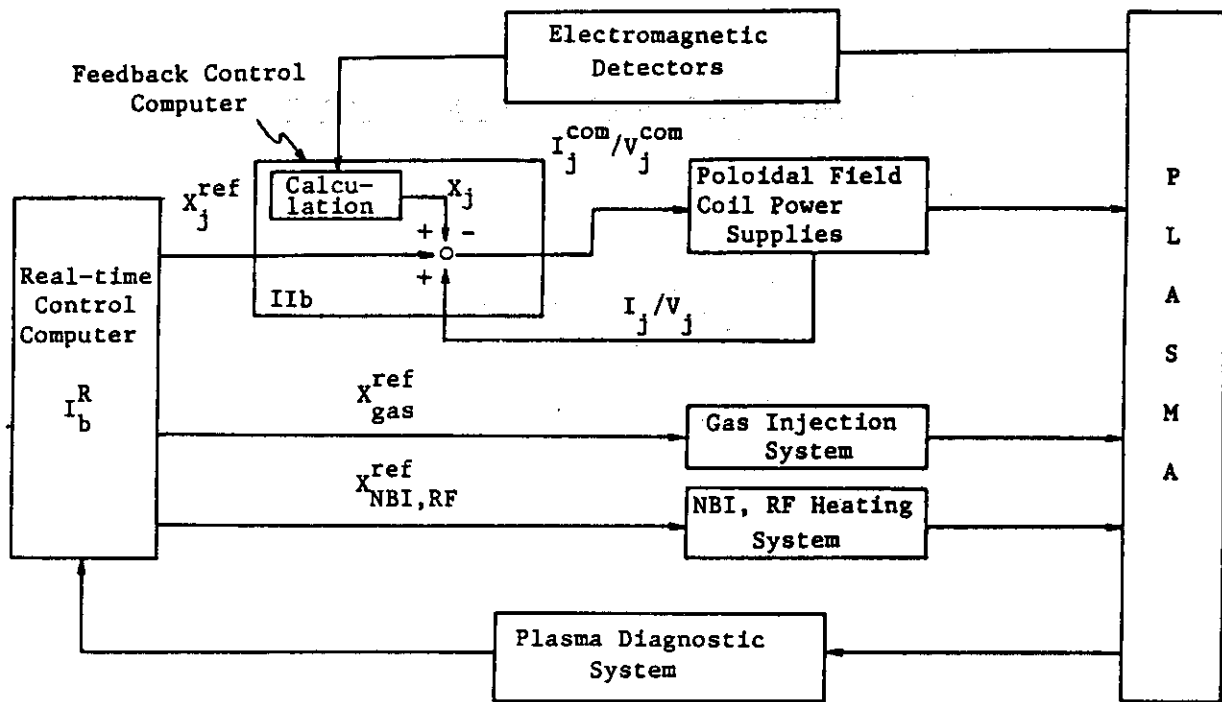 Electromagnetic
Detectors
Feedback Control
Computer
I_j^com/V_j^com
X_j^ref
Calcu-
lation
X_j
+ -
+
IIb
Poloidal Field
Coil Power
Supplies
I_j/V_j
Real-time
Control
Computer
I_b^R
X_gas^ref
Gas Injection
System
X_NBI,RF^ref
NBI, RF Heating
System
Plasma Diagnostic
System
P
L
A
S
M
A